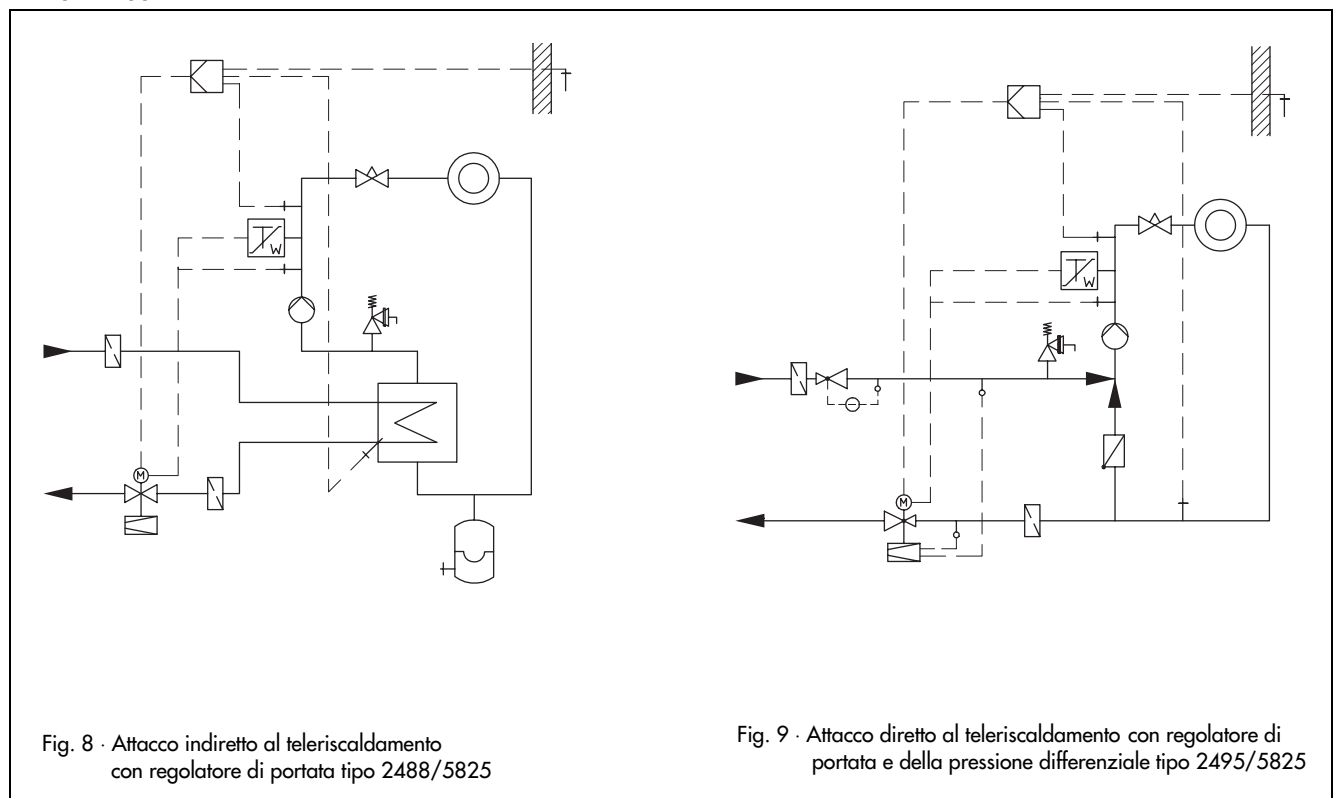 T
W
T
W
M
M
Fig. 8 · Attacco indiretto al teleriscaldamento
con regolatore di portata tipo 2488/5825
Fig. 9 · Attacco diretto al teleriscaldamento con regolatore di
portata e della pressione differenziale tipo 2495/5825